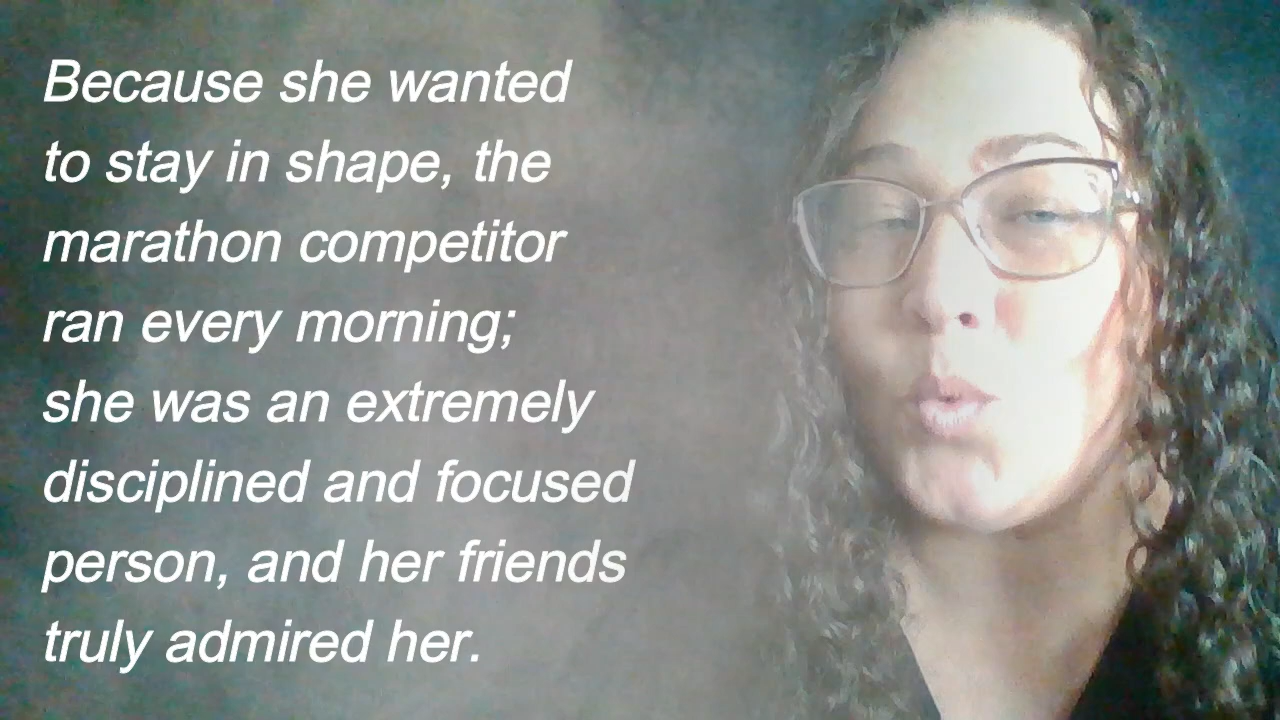 Because she wanted
to stay in shape, the
marathon competitor
ran every morning;
she was an extremely
disciplined and focused
person, and her friends
truly admired her.